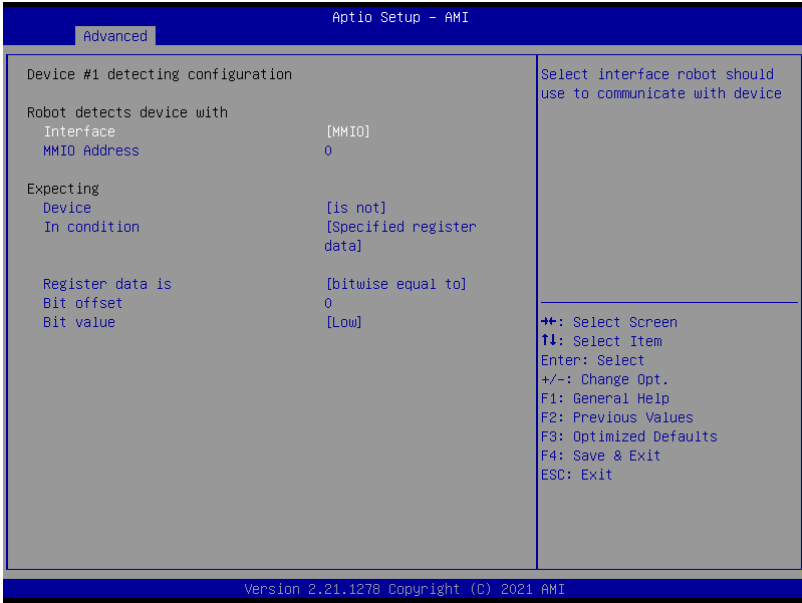 Aptio Setup – AMI
Advanced
Device #1 detecting configuration
Robot detects device with
Interface [MMIO]
MMIO Address 0
Expecting
Device [is not]
In condition [Specified register
data]
Register data is [bitwise equal to]
Bit offset 0
Bit value [Low]
Select interface robot should
use to communicate with device
→←: Select Screen
↑↓: Select Item
Enter: Select
+/-: Change Opt.
F1: General Help
F2: Previous Values
F3: Optimized Defaults
F4: Save & Exit
ESC: Exit
Version 2.21.1278 Copyright (C) 2021 AMI